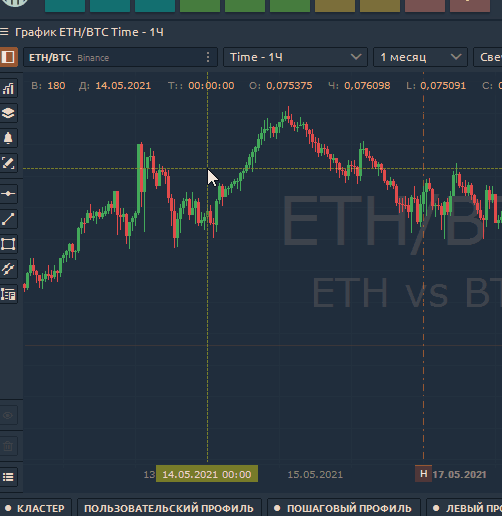 График ETH/BTC Time - 1Ч
ETH/BTC Binance Time - 1Ч 1 месяц Све
В: 180 Д: 14.05.2021 T:: 00:00:00 О: 0,075375 Ч: 0,076098 L: 0,075091 С:
ETH/B
ETH vs BT
13 14.05.2021 00:00 15.05.2021 Н 17.05.2021
КЛАСТЕР ПОЛЬЗОВАТЕЛЬСКИЙ ПРОФИЛЬ ПОШАГОВЫЙ ПРОФИЛЬ ЛЕВЫЙ ПРО